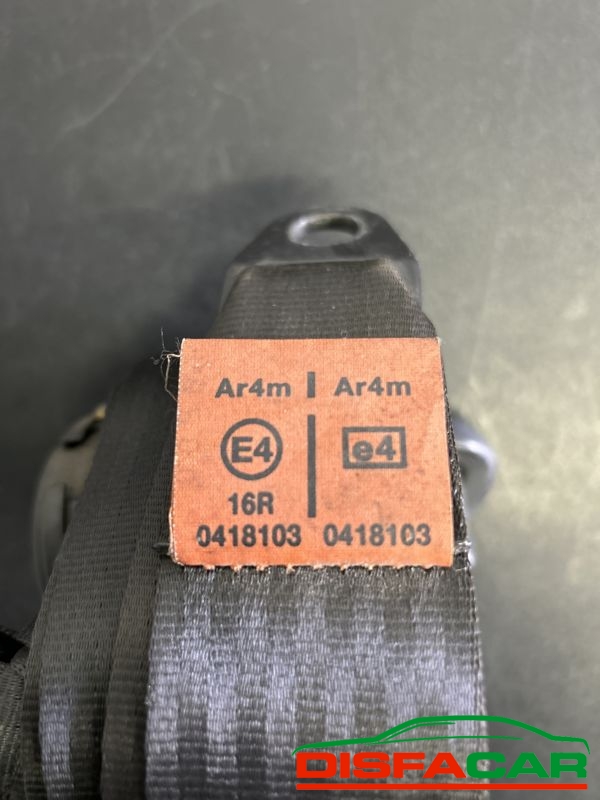 Ar4m | Ar4m
E4 e4
16R
0418103 0418103
DISFACAR